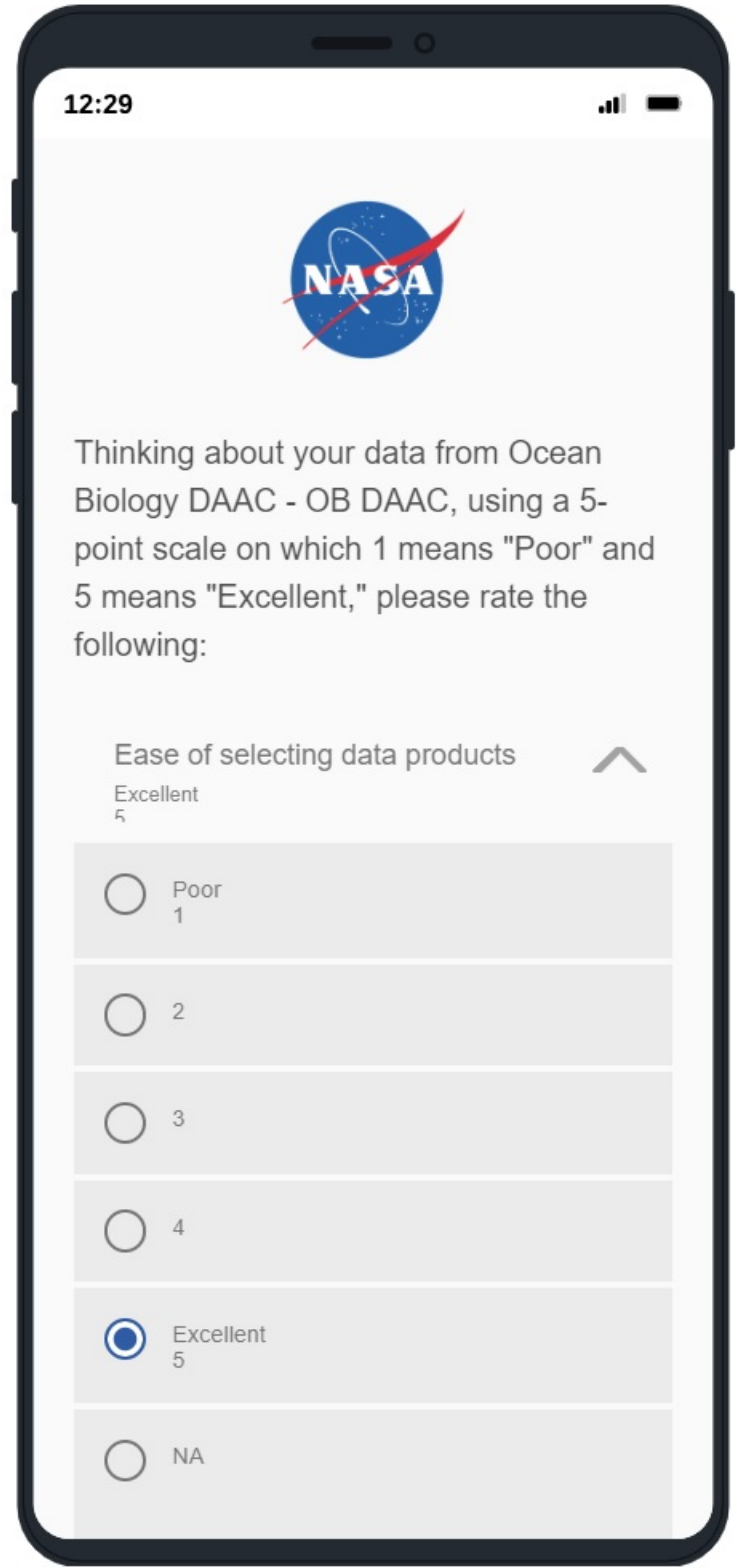 12:29
NASA
Thinking about your data from Ocean
Biology DAAC - OB DAAC, using a 5-
point scale on which 1 means "Poor" and
5 means "Excellent," please rate the
following:
Ease of selecting data products
Excellent
5
Poor
1
2
3
4
Excellent
5
NA